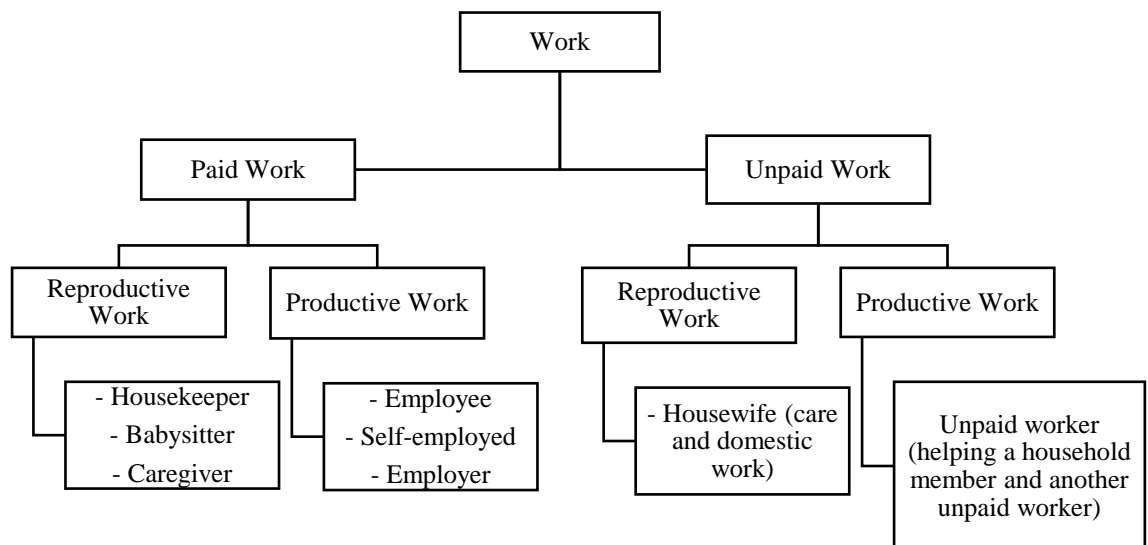 Work
Paid Work
Unpaid Work
Reproductive
Work
Productive Work
Reproductive
Work
Productive Work
- Housekeeper
- Babysitter
- Caregiver
- Employee
- Self-employed
- Employer
- Housewife (care
and domestic
work)
Unpaid worker
(helping a household
member and another
unpaid worker)